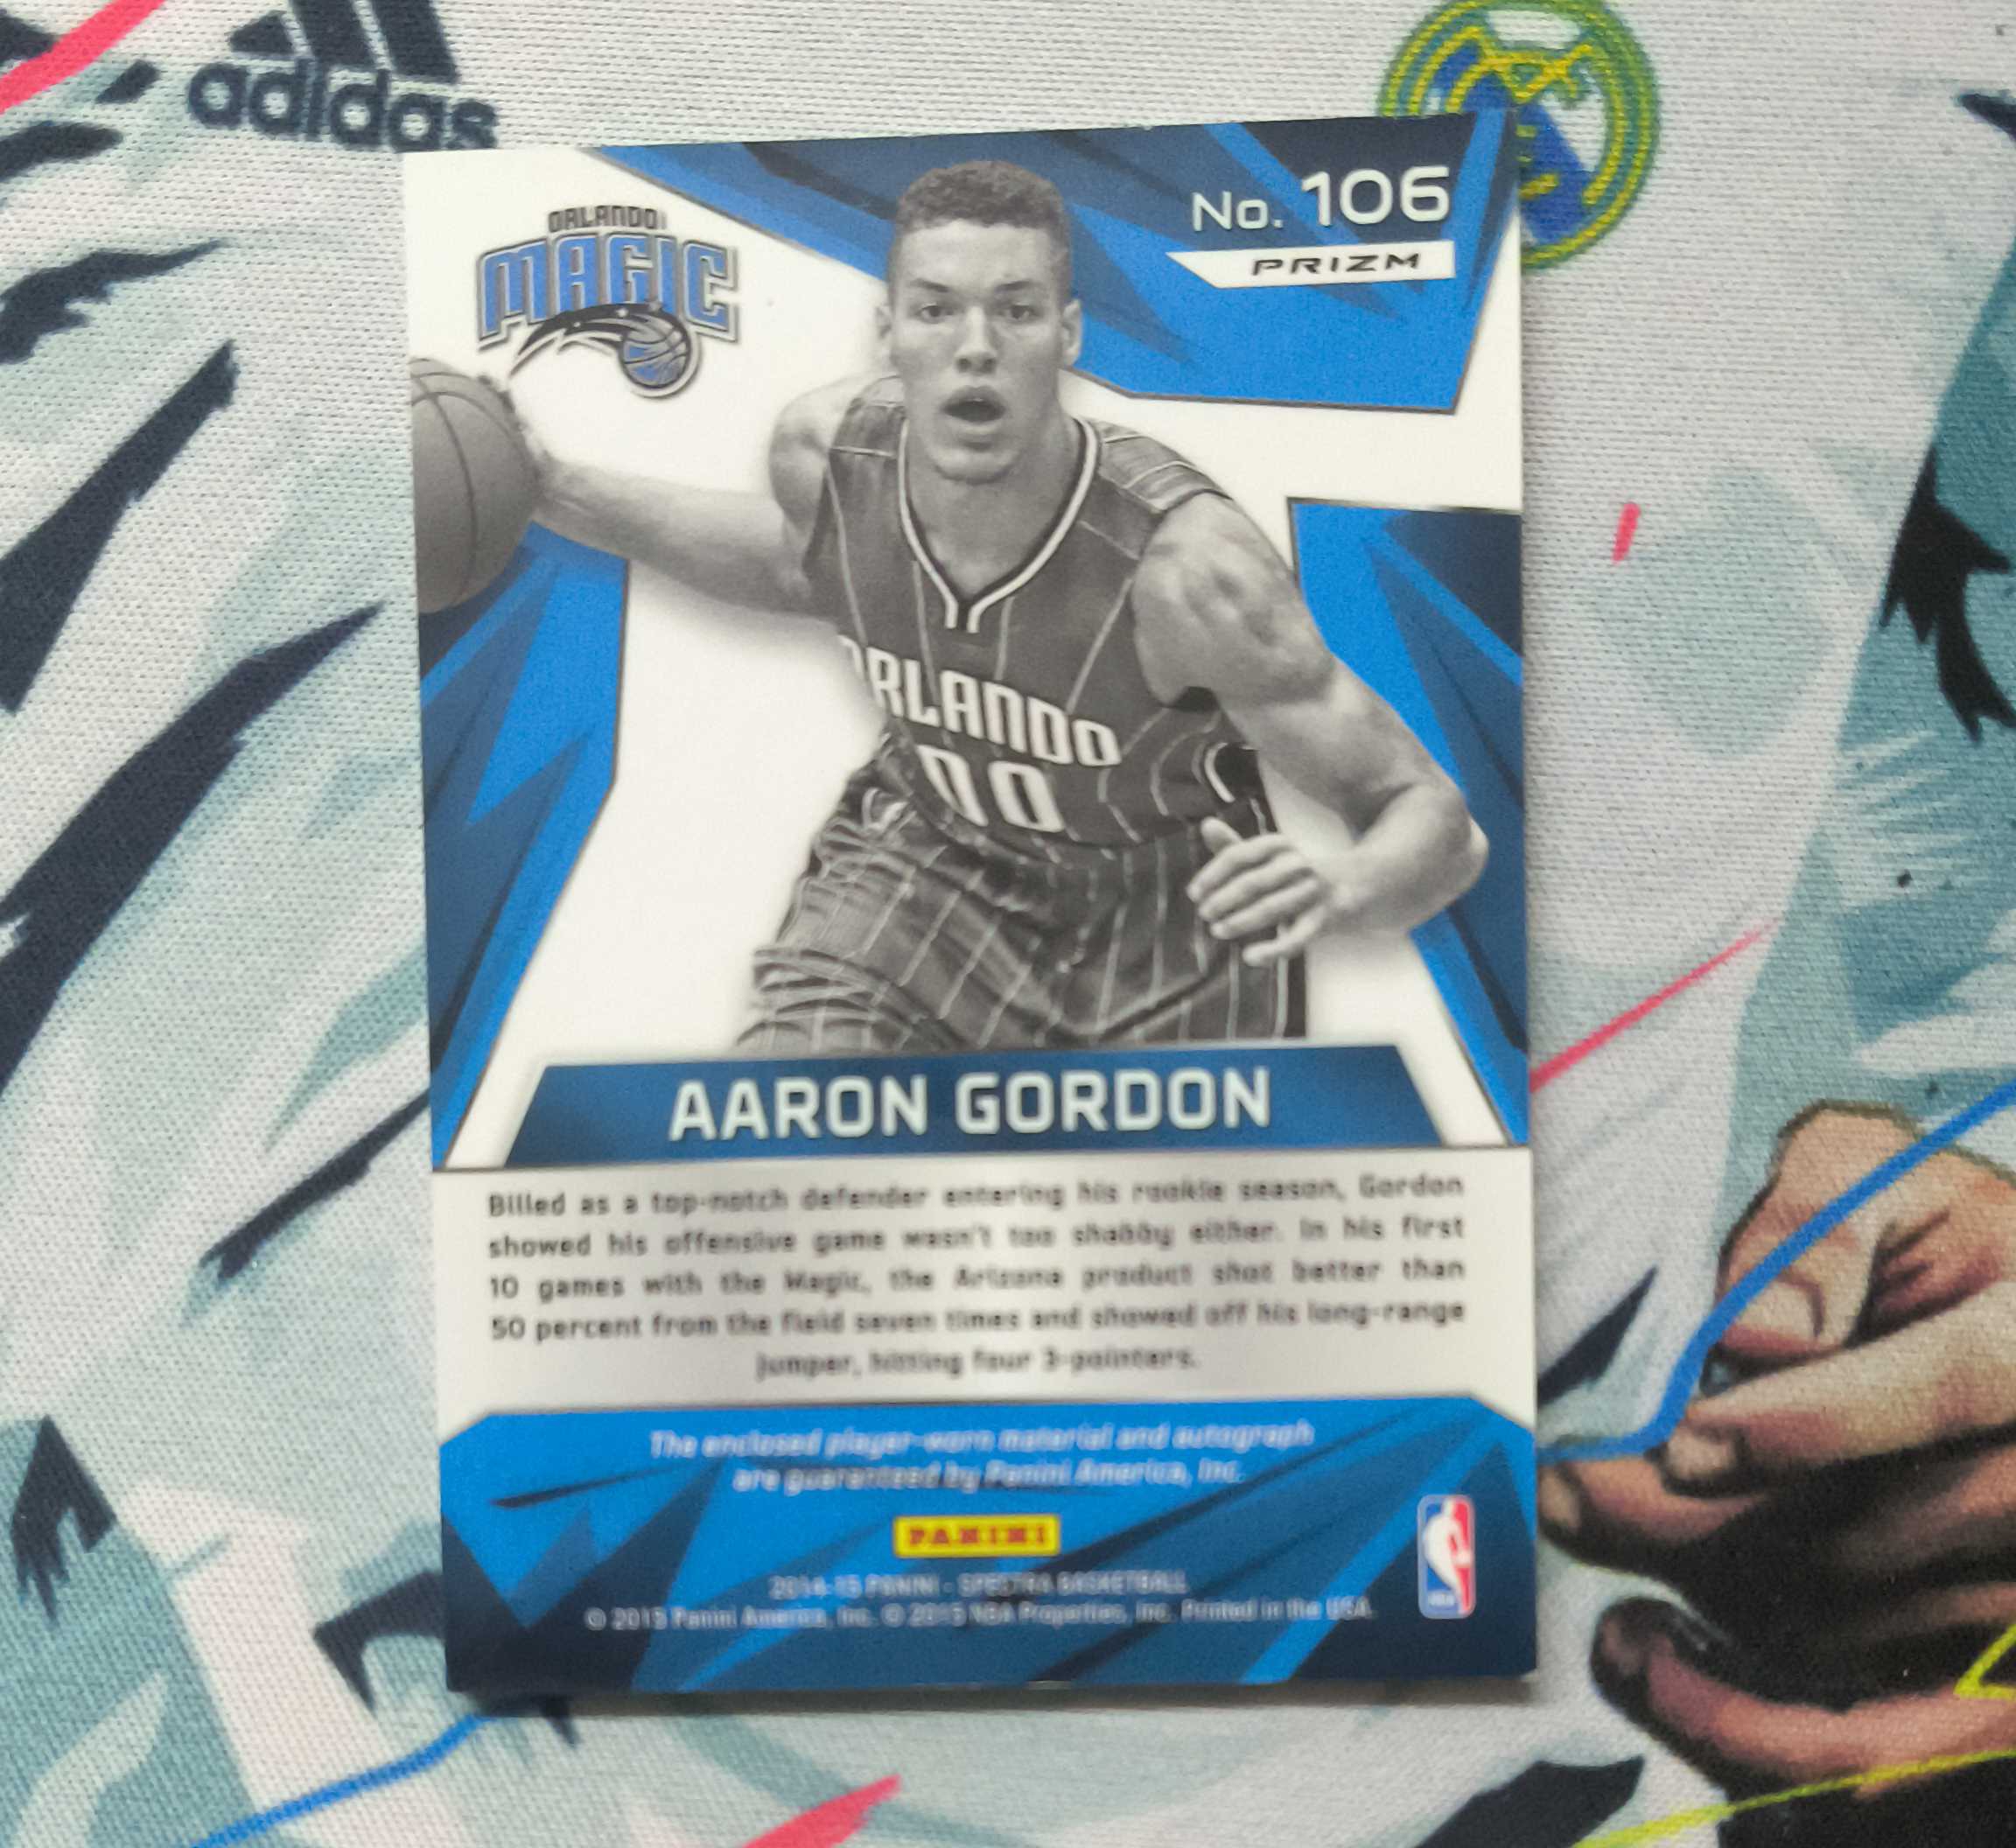 adidas
No. 106
PRIZM
ORLANDO
MAGIC
ORLANDO
00
AARON GORDON
Billed as a top-notch defender entering his rookie season, Gordon
showed his offensive game wasn't too shabby either. In his first
10 games with the Magic, the Arizona product shot better than
50 percent from the field seven times and showed off his long-range
jumper, hitting four 3-pointers.
The enclosed player-worn material and autograph
are guaranteed by Panini America, Inc.
PANINI
2014-15 PANINI - SPECTRA BASKETBALL
© 2015 Panini America, Inc. © 2015 NBA Properties, Inc. Printed in the USA.